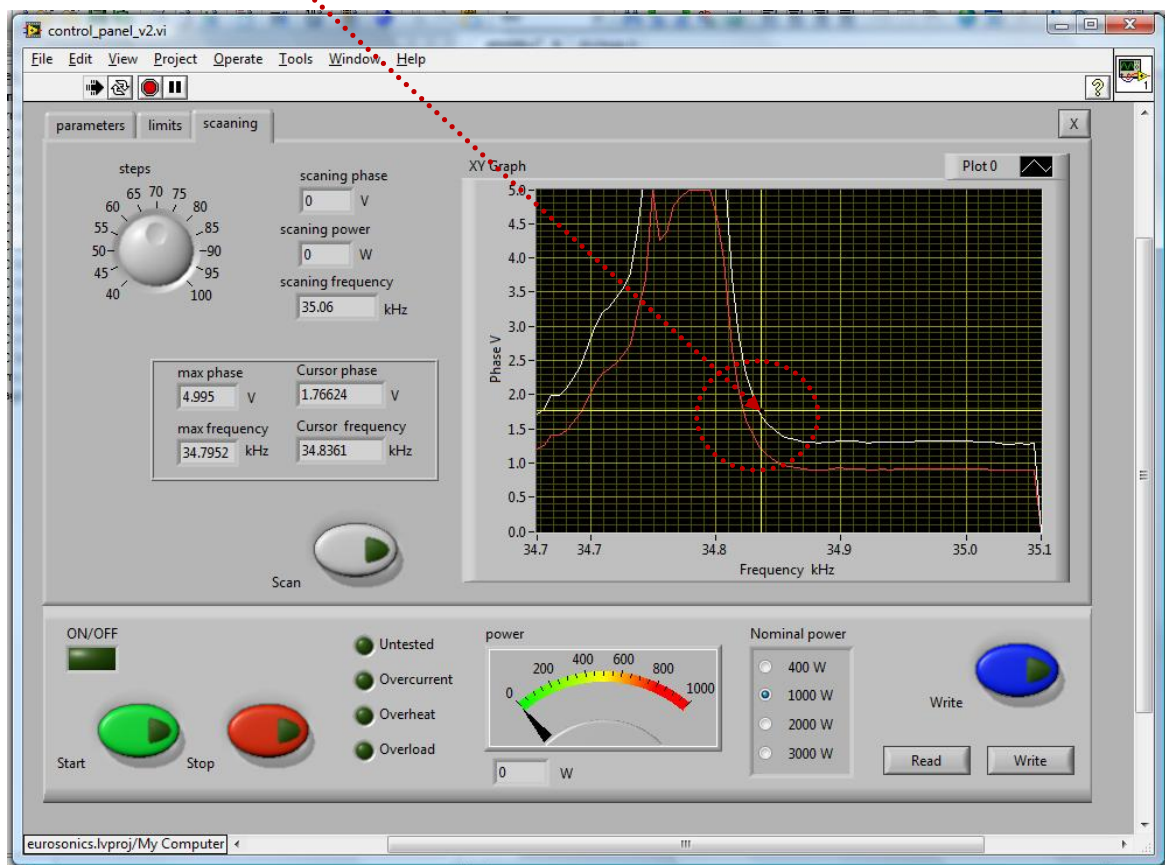 control_panel_v2.vi
File Edit View Project Operate Tools Window Help
1
parameters limits scaaning
X
steps
40 45 50 55 60 65 70 75 80 85 90 95 100
scaning phase
0 V
scaning power
0 W
scaning frequency
35.06 kHz
max phase
4.995 V
Cursor phase
1.76624 V
max frequency
34.7952 kHz
Cursor frequency
34.8361 kHz
Scan
XY Graph
Plot 0
Phase V
5.0
4.5
4.0
3.5
3.0
2.5
2.0
1.5
1.0
0.5
0.0
34.7 34.7 34.8 34.9 35.0 35.1
Frequency kHz
ON/OFF
Start
Stop
Untested
Overcurrent
Overheat
Overload
power
0 200 400 600 800 1000
0 W
Nominal power
400 W
1000 W
2000 W
3000 W
Write
Read
Write
eurosonics.lvproj/My Computer